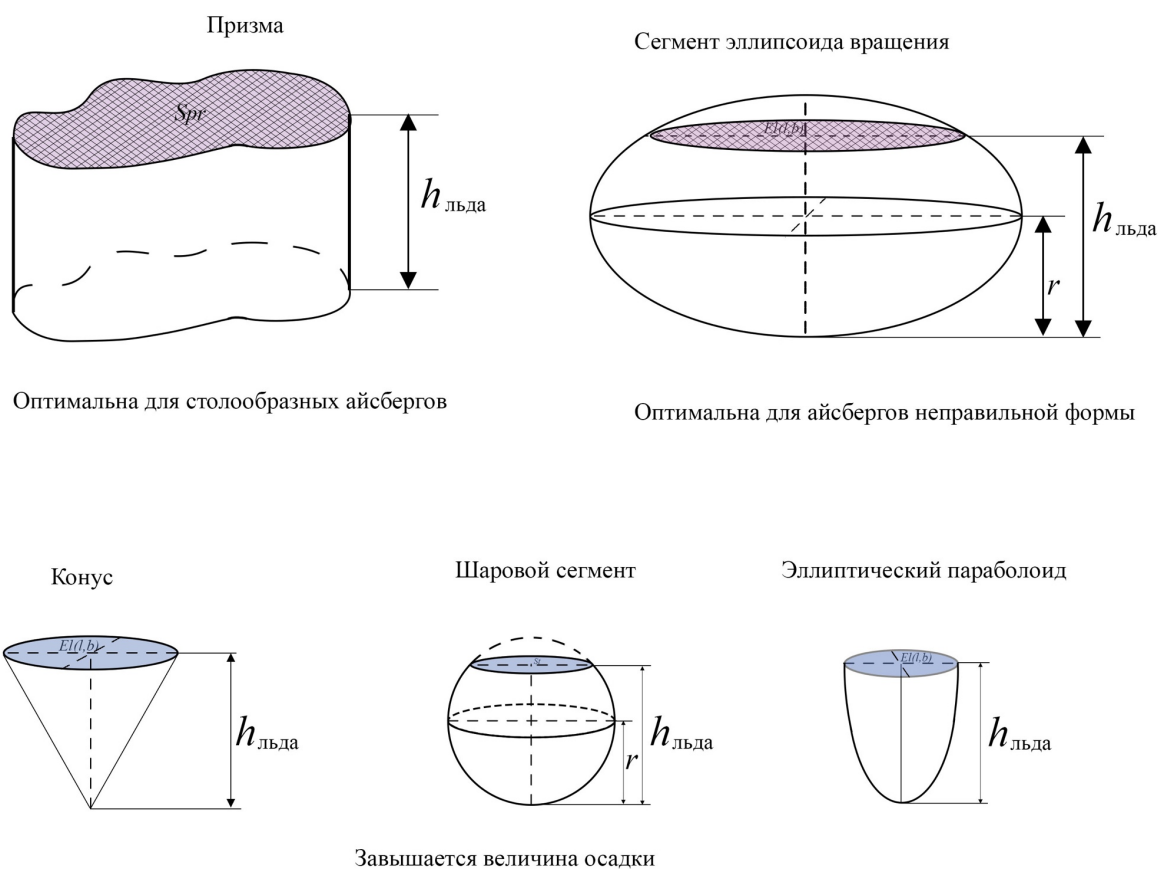 Призма
Сегмент эллипсоида вращения
Spr
El(l,b)
h льда
h льда
r
Оптимальна для столообразных айсбергов
Оптимальна для айсбергов неправильной формы
Конус
Шаровой сегмент
Эллиптический параболоид
El(l,b)
El(l,b)
h льда
r
h льда
h льда
Завышается величина осадки